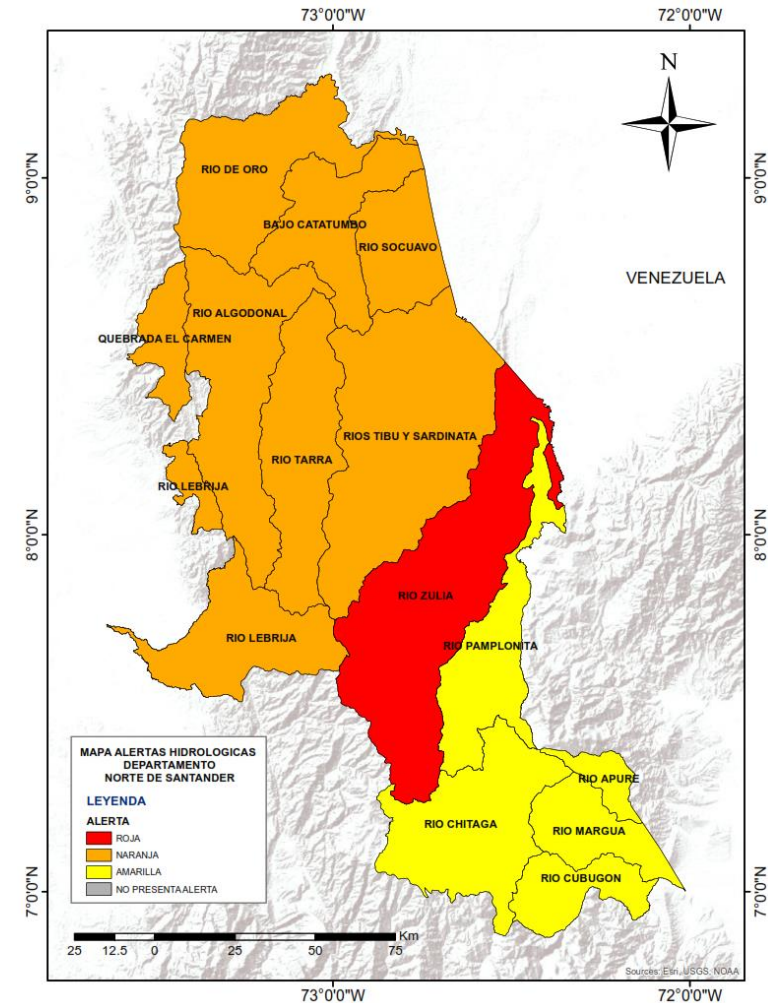 73°0'0"W
72°0'0"W
N
9°0'0"N
9°0'0"N
RIO DE ORO
BAJO CATATUMBO
RIO SOCUAVO
VENEZUELA
RIO ALGODONAL
QUEBRADA EL CARMEN
RIOS TIBU Y SARDINATA
RIO TARRA
RIO LEBRIJA
8°0'0"N
8°0'0"N
RIO ZULIA
RIO LEBRIJA
RIO PAMPLONITA
MAPA ALERTAS HIDROLOGICAS
DEPARTAMENTO
NORTE DE SANTANDER
LEYENDA
ALERTA
ROJA
NARANJA
AMARILLA
NO PRESENTA ALERTA
RIO APURE
RIO CHITAGA
RIO MARGUA
RIO CUBUGON
7°0'0"N
7°0'0"N
Km
25 12.5 0 25 50 75
Sources: Esri, USGS, NOAA
73°0'0"W
72°0'0"W